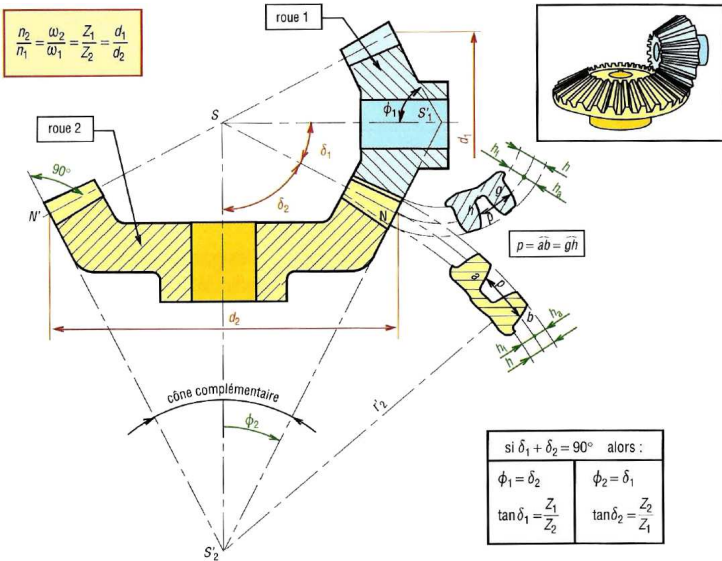 n₂/n₁ = ω₂/ω₁ = Z₁/Z₂ = d₁/d₂
roue 1
roue 2
S
S'₁
ϕ₁
d₁
δ₁
δ₂
90°
N'
N
h₁
h
hₐ
g
h
p
p = ab = gh
a
p
b
hₐ
h₁
h
d₂
cône complémentaire
ϕ₂
r'₂
S'₂
si δ₁ + δ₂ = 90° alors :
ϕ₁ = δ₂
ϕ₂ = δ₁
tan δ₁ = Z₁/Z₂
tan δ₂ = Z₂/Z₁